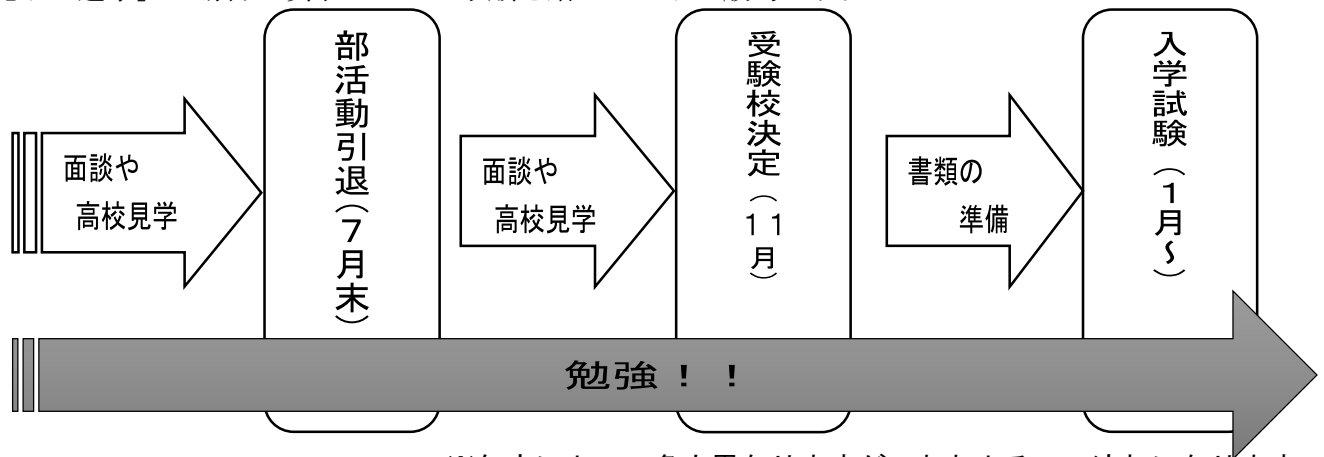 面談や
高校見学
部活動引退（7月末）
面談や
高校見学
受験校決定（11月）
書類の
準備
入学試験（1月～）
勉強！！